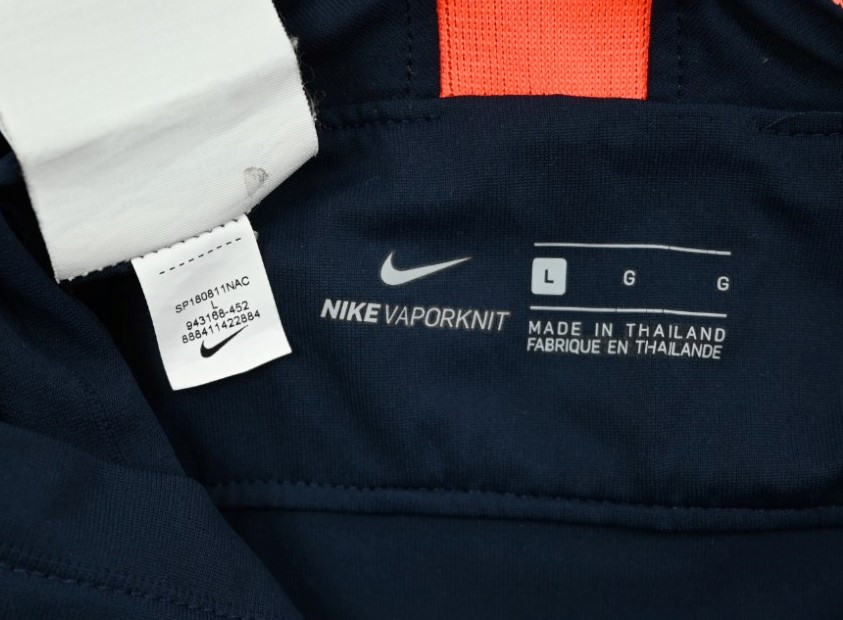 SP180811NAC
L
943168-452
888411422884
NIKE VAPORKNIT
L G G
MADE IN THAILAND
FABRIQUE EN THAILANDE